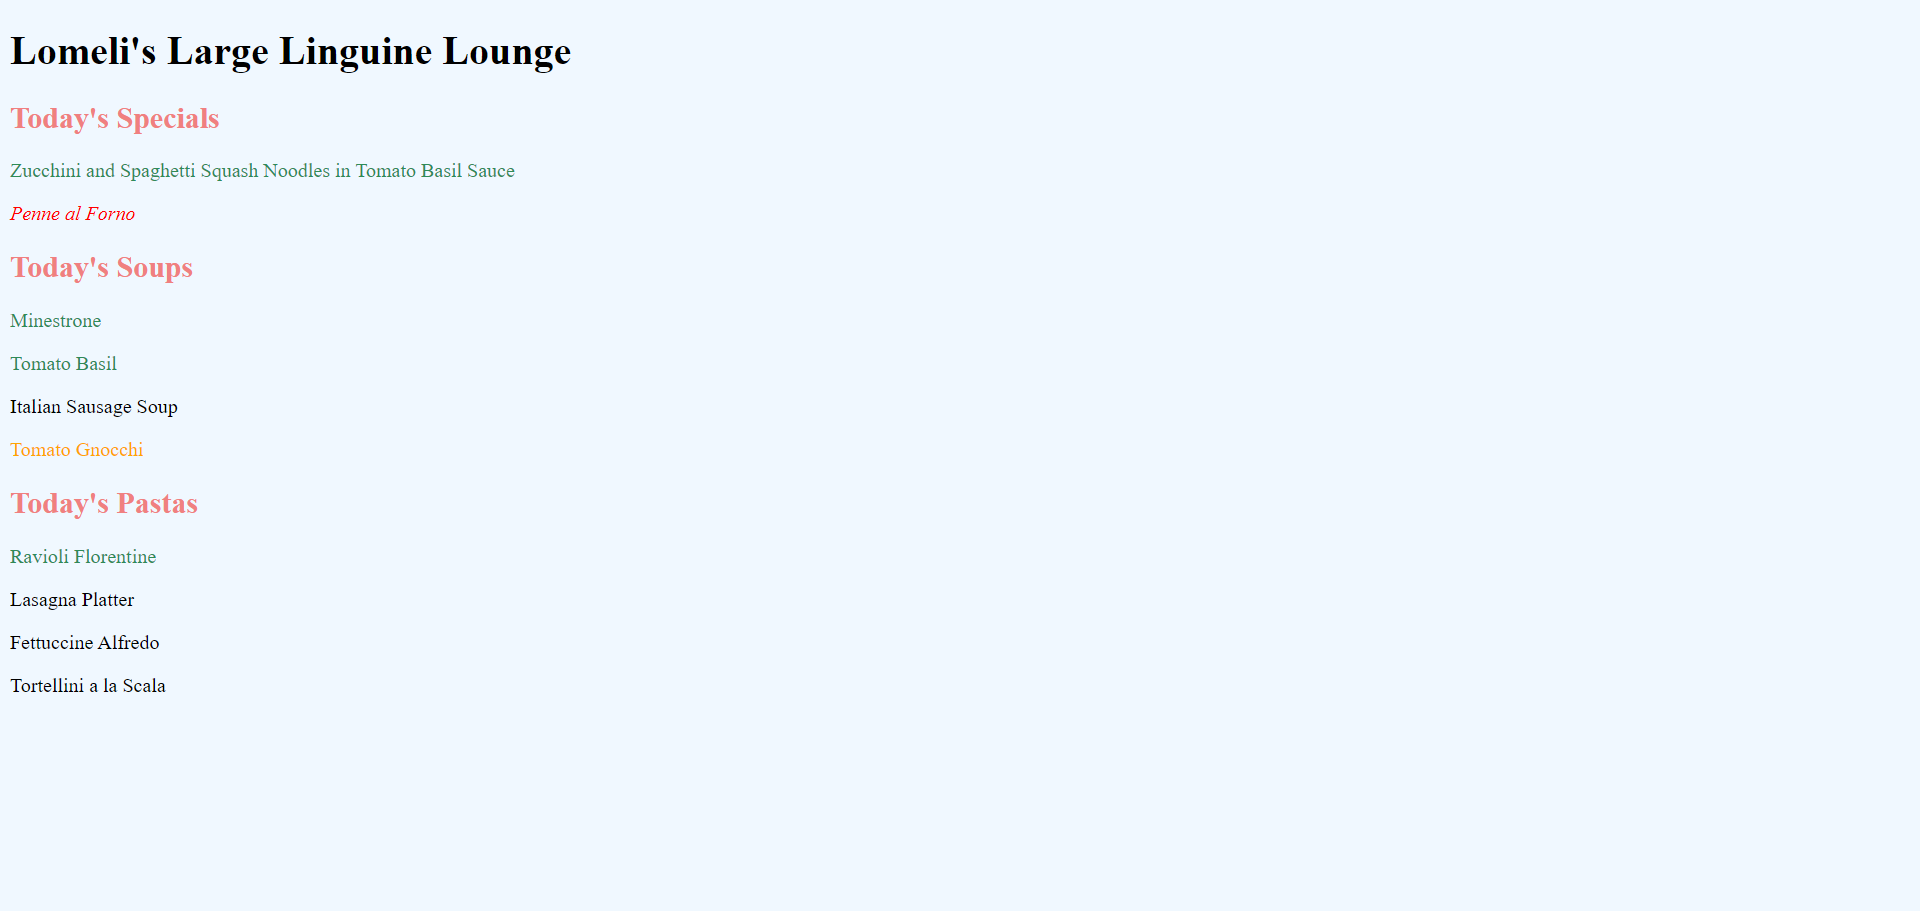 Lomeli's Large Linguine Lounge
Today's Specials
Zucchini and Spaghetti Squash Noodles in Tomato Basil Sauce
Penne al Forno
Today's Soups
Minestrone
Tomato Basil
Italian Sausage Soup
Tomato Gnocchi
Today's Pastas
Ravioli Florentine
Lasagna Platter
Fettuccine Alfredo
Tortellini a la Scala